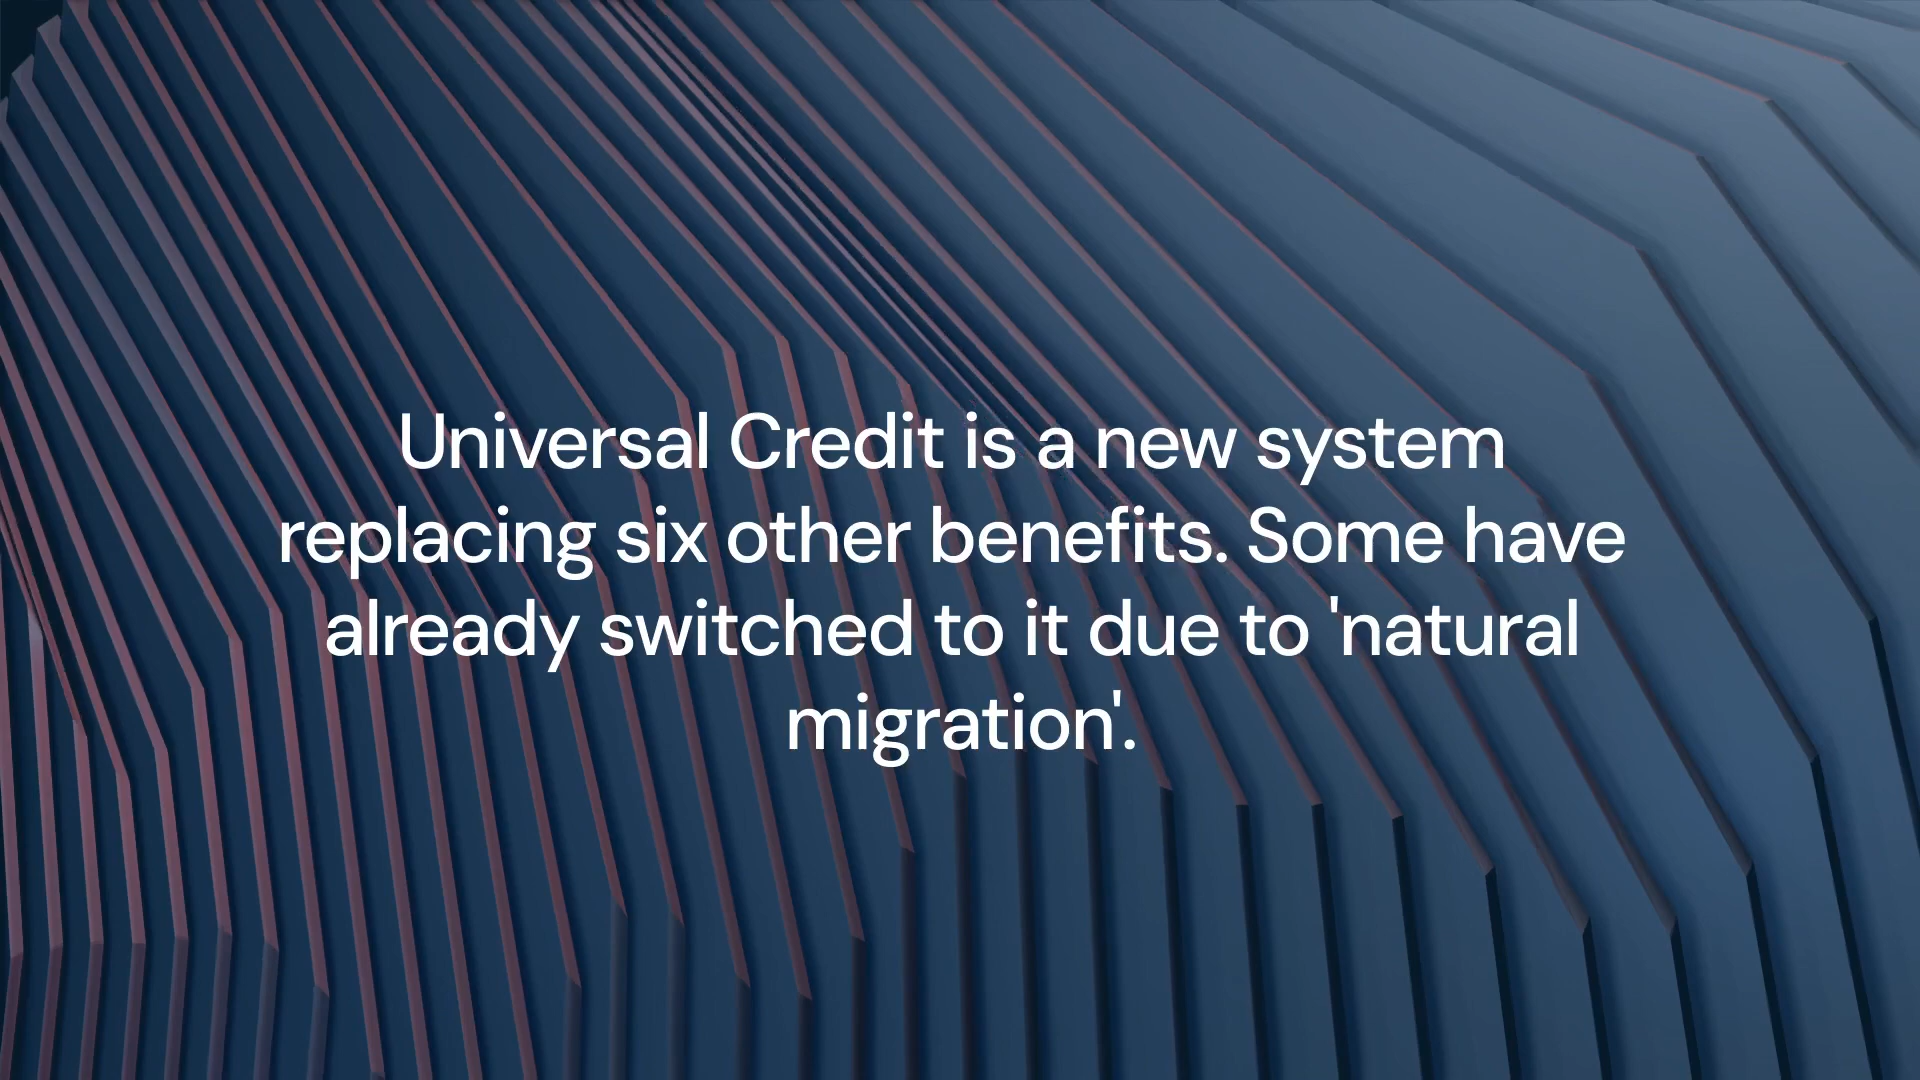 Universal Credit is a new system
replacing six other benefits. Some have
already switched to it due to 'natural
migration'.